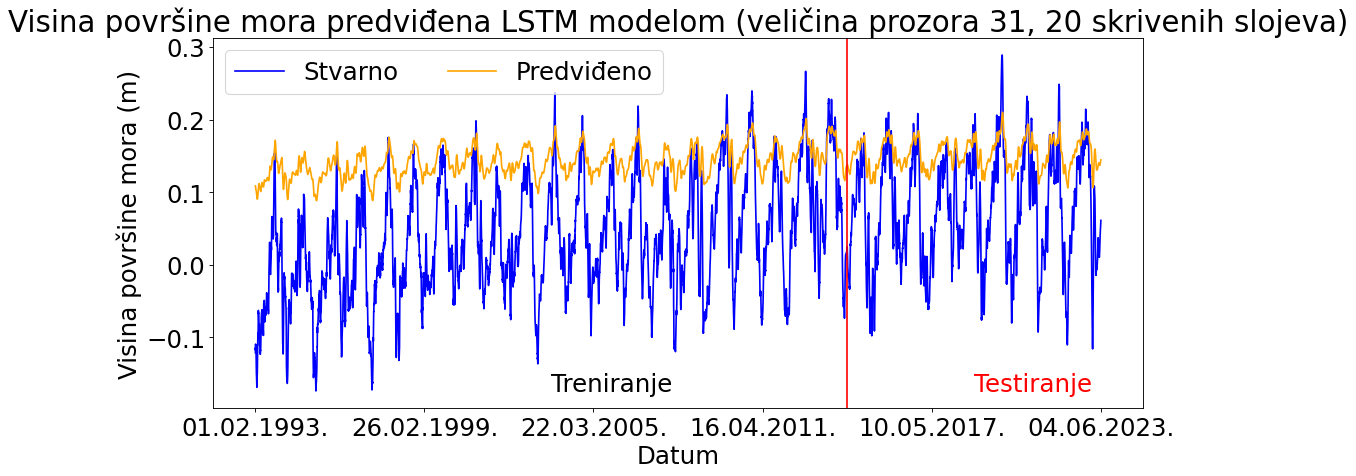 Visina površine mora predviđena LSTM modelom (veličina prozora 31, 20 skrivenih slojeva)
Stvarno
Predviđeno
Visina površine mora (m)
0.3
0.2
0.1
0.0
−0.1
Treniranje
Testiranje
01.02.1993.
26.02.1999.
22.03.2005.
16.04.2011.
10.05.2017.
04.06.2023.
Datum